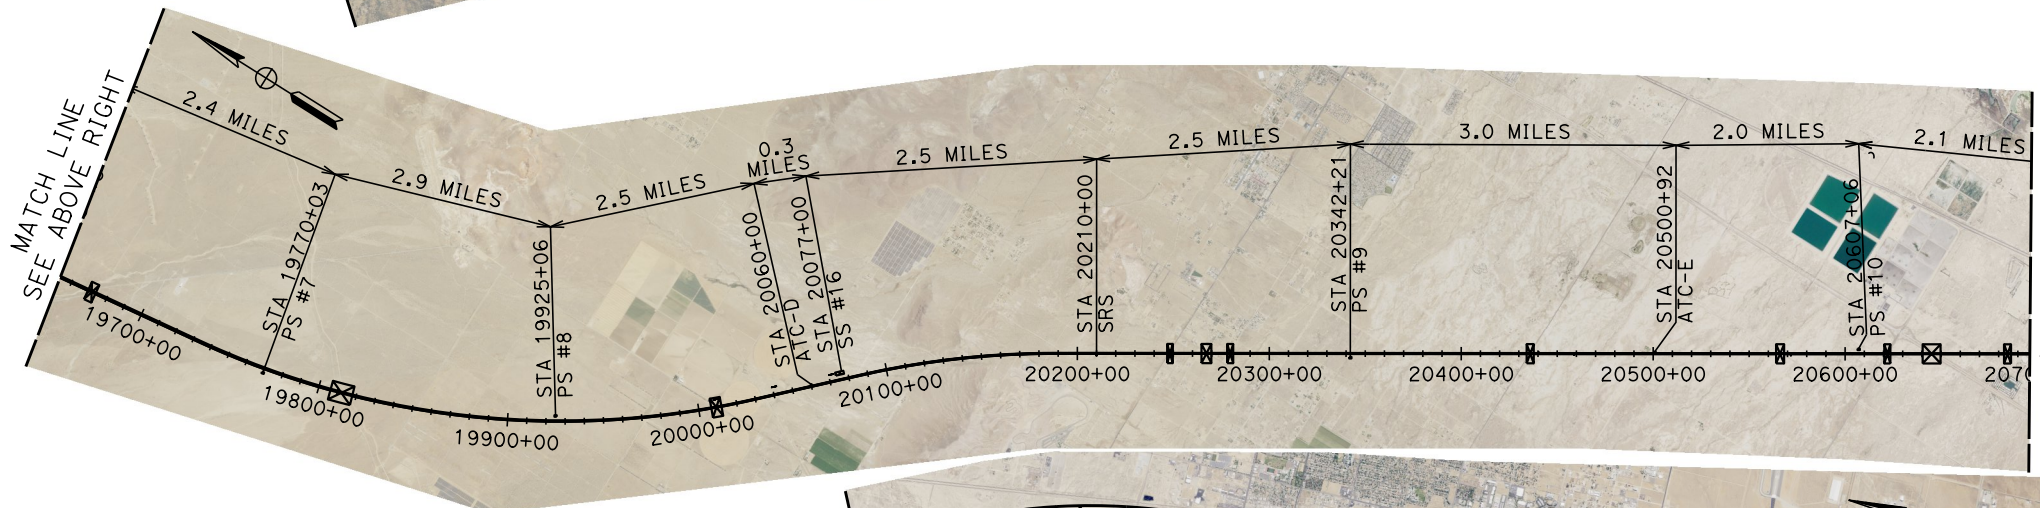 MATCH LINE
SEE ABOVE RIGHT
2.4 MILES
2.9 MILES
2.5 MILES
0.3
MILES
2.5 MILES
2.5 MILES
3.0 MILES
2.0 MILES
2.1 MILES
STA 19770+03
PS #7
STA 19925+06
PS #8
STA 20060+00
ATC-D
STA 20077+00
SS #16
STA 20210+00
SRS
STA 20342+21
PS #9
STA 20500+92
ATC-E
STA 20607+06
PS #10
19700+00
19800+00
19900+00
20000+00
20100+00
20200+00
20300+00
20400+00
20500+00
20600+00
2070